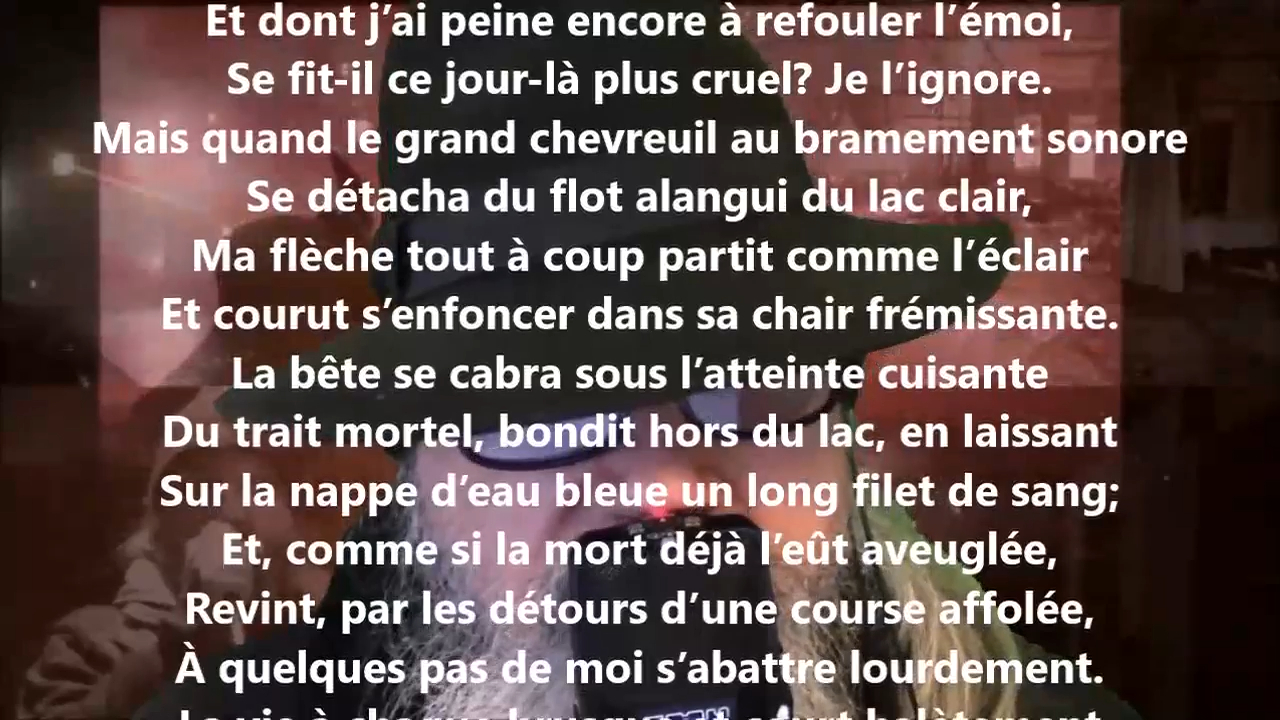 Et dont j’ai peine encore à refouler l’émoi,
Se fit-il ce jour-là plus cruel? Je l’ignore.
Mais quand le grand chevreuil au bramement sonore
Se détacha du flot alangui du lac clair,
Ma flèche tout à coup partit comme l’éclair
Et courut s’enfoncer dans sa chair frémissante.
La bête se cabra sous l’atteinte cuisante
Du trait mortel, bondit hors du lac, en laissant
Sur la nappe d’eau bleue un long filet de sang;
Et, comme si la mort déjà l’eût aveuglée,
Revint, par les détours d’une course affolée,
À quelques pas de moi s’abattre lourdement.